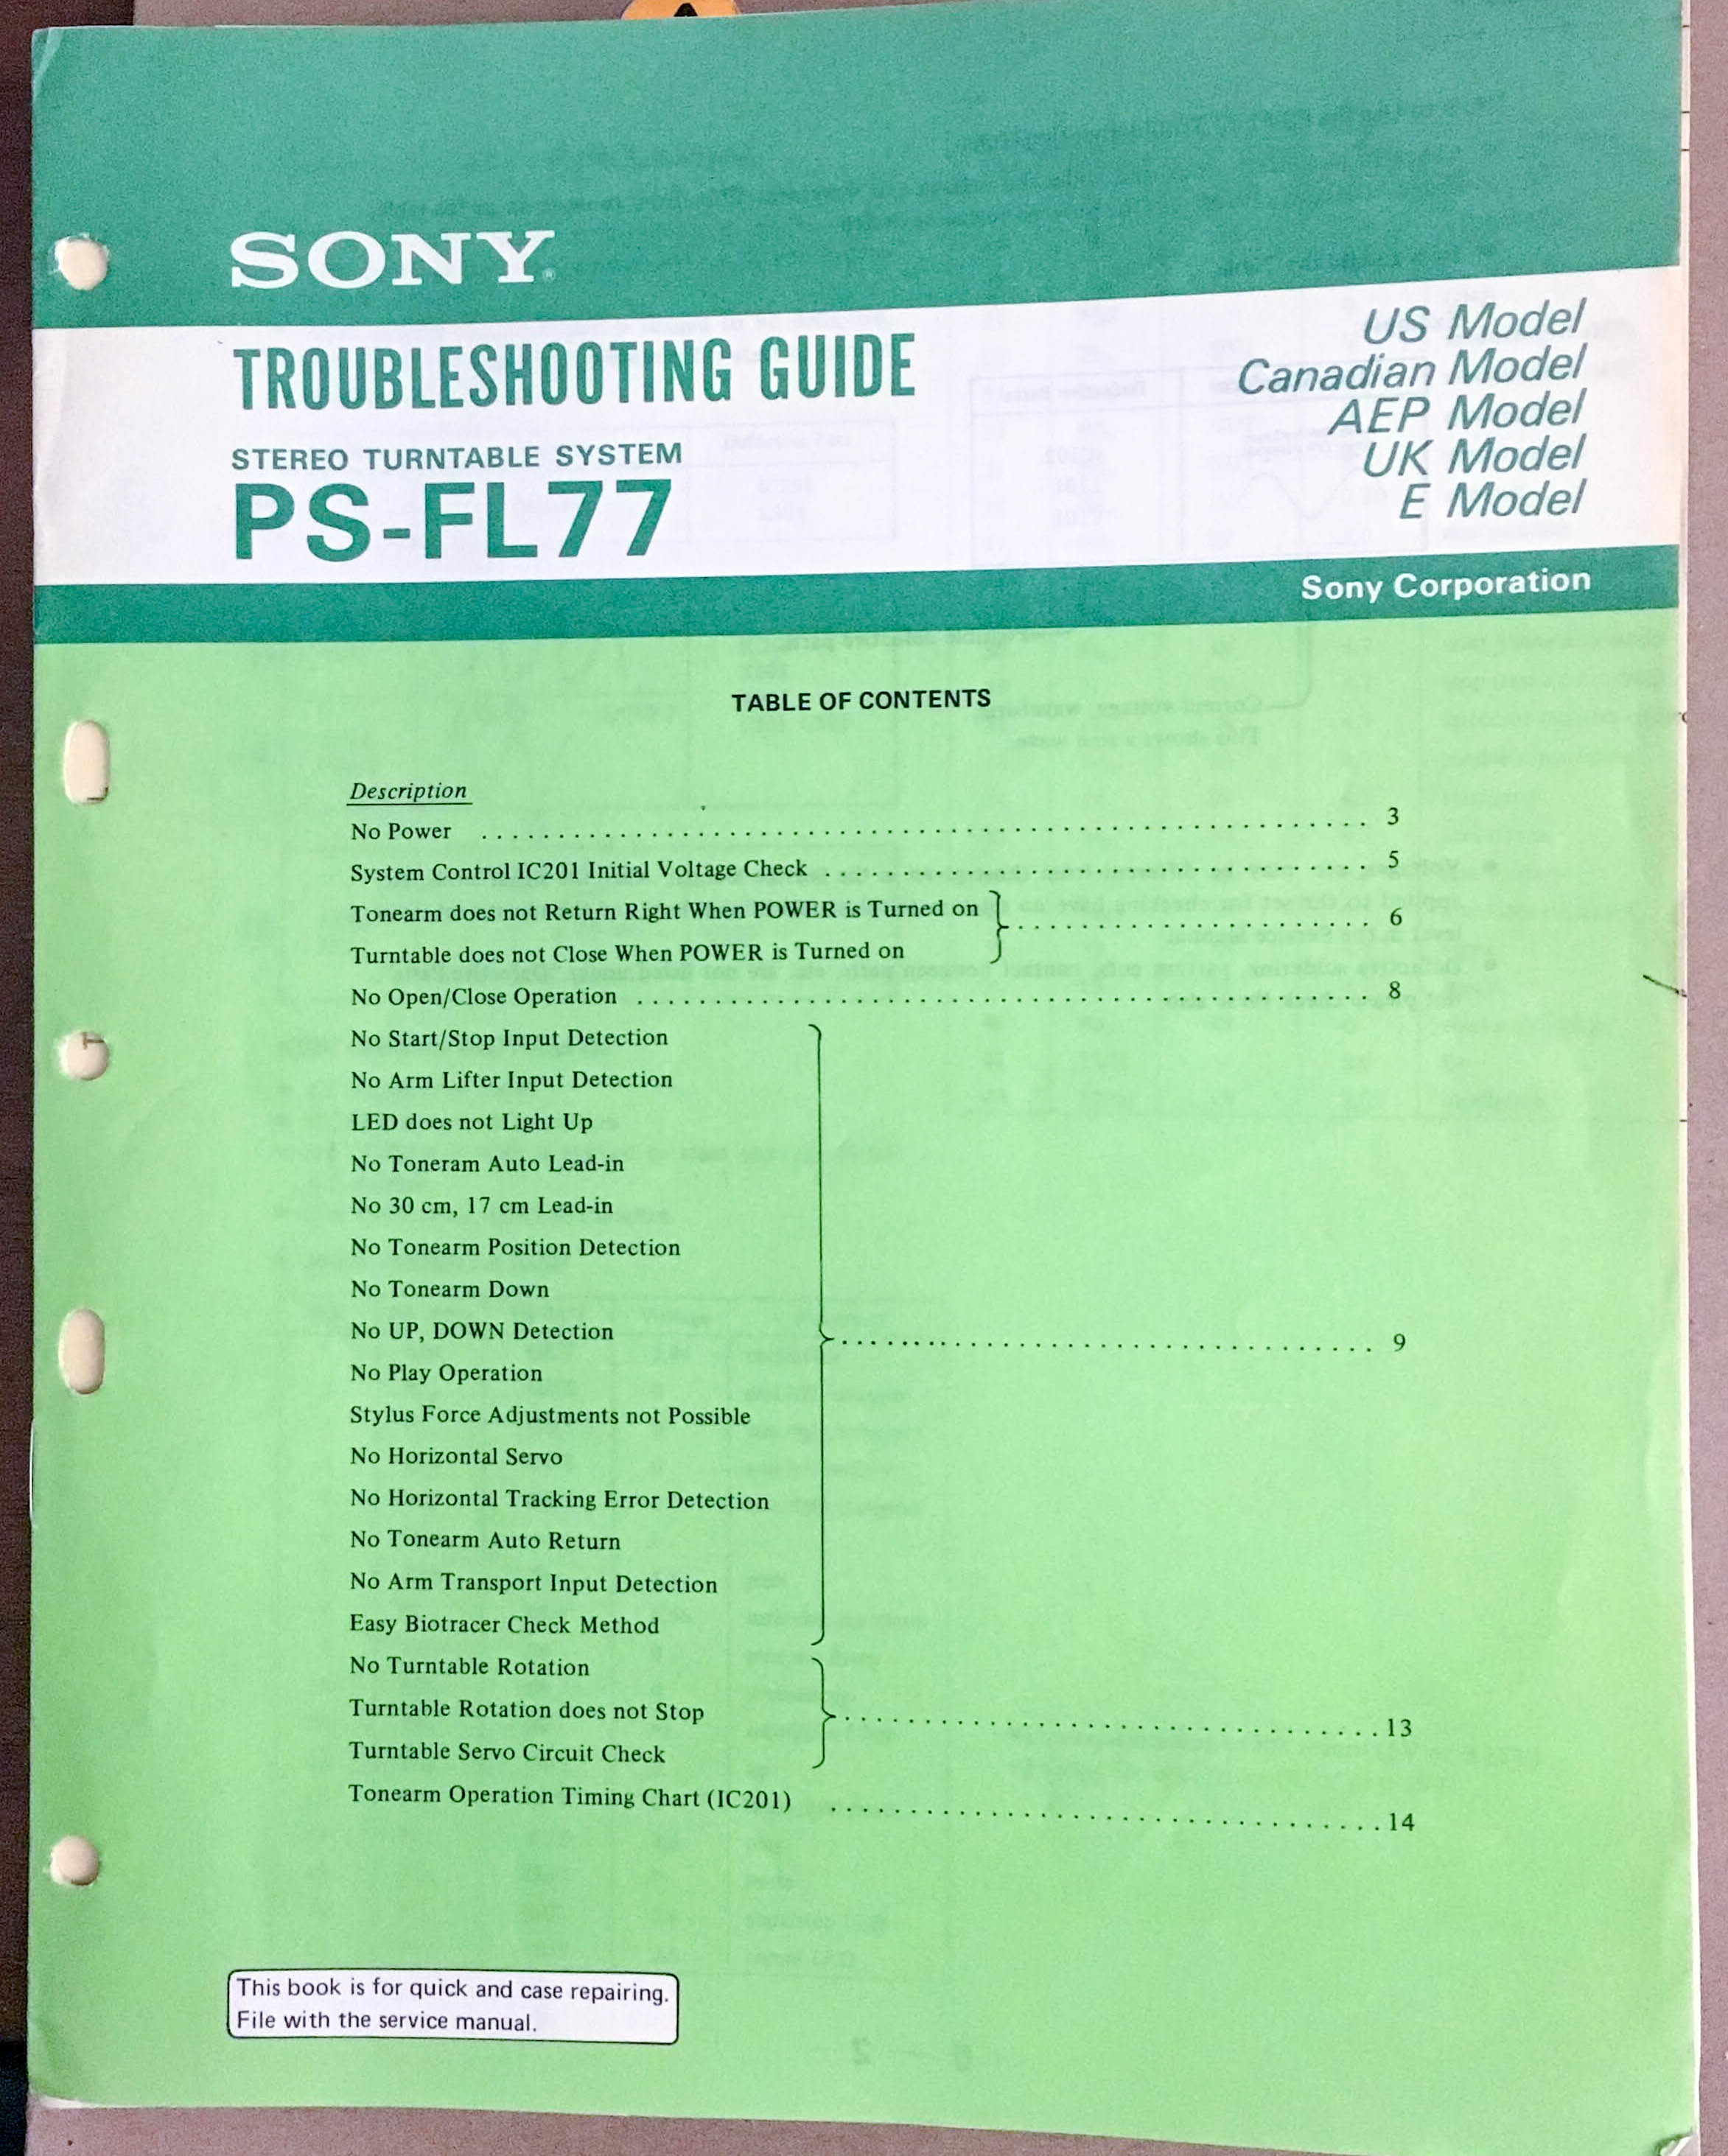 SONY®
TROUBLESHOOTING GUIDE
STEREO TURNTABLE SYSTEM
PS-FL77
US Model
Canadian Model
AEP Model
UK Model
E Model
Sony Corporation
TABLE OF CONTENTS
Description
No Power ........................................................ 3
System Control IC201 Initial Voltage Check .................................... 5
Tonearm does not Return Right When POWER is Turned on
Turntable does not Close When POWER is Turned on
......................... 6
No Open/Close Operation ................................................ 8
No Start/Stop Input Detection
No Arm Lifter Input Detection
LED does not Light Up
No Toneram Auto Lead-in
No 30 cm, 17 cm Lead-in
No Tonearm Position Detection
No Tonearm Down
No UP, DOWN Detection
No Play Operation
Stylus Force Adjustments not Possible
No Horizontal Servo
No Horizontal Tracking Error Detection
No Tonearm Auto Return
No Arm Transport Input Detection
Easy Biotracer Check Method
................................... 9
No Turntable Rotation
Turntable Rotation does not Stop
Turntable Servo Circuit Check
................................... 13
Tonearm Operation Timing Chart (IC201) ................................... 14
This book is for quick and case repairing.
File with the service manual.